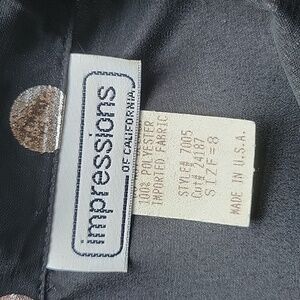 impressions
OF CALIFORNIA
100% POLYESTER
IMPORTED FABRIC
STYLE# 7005
Cut# 24187
SIZE=8
MADE IN U.S.A.